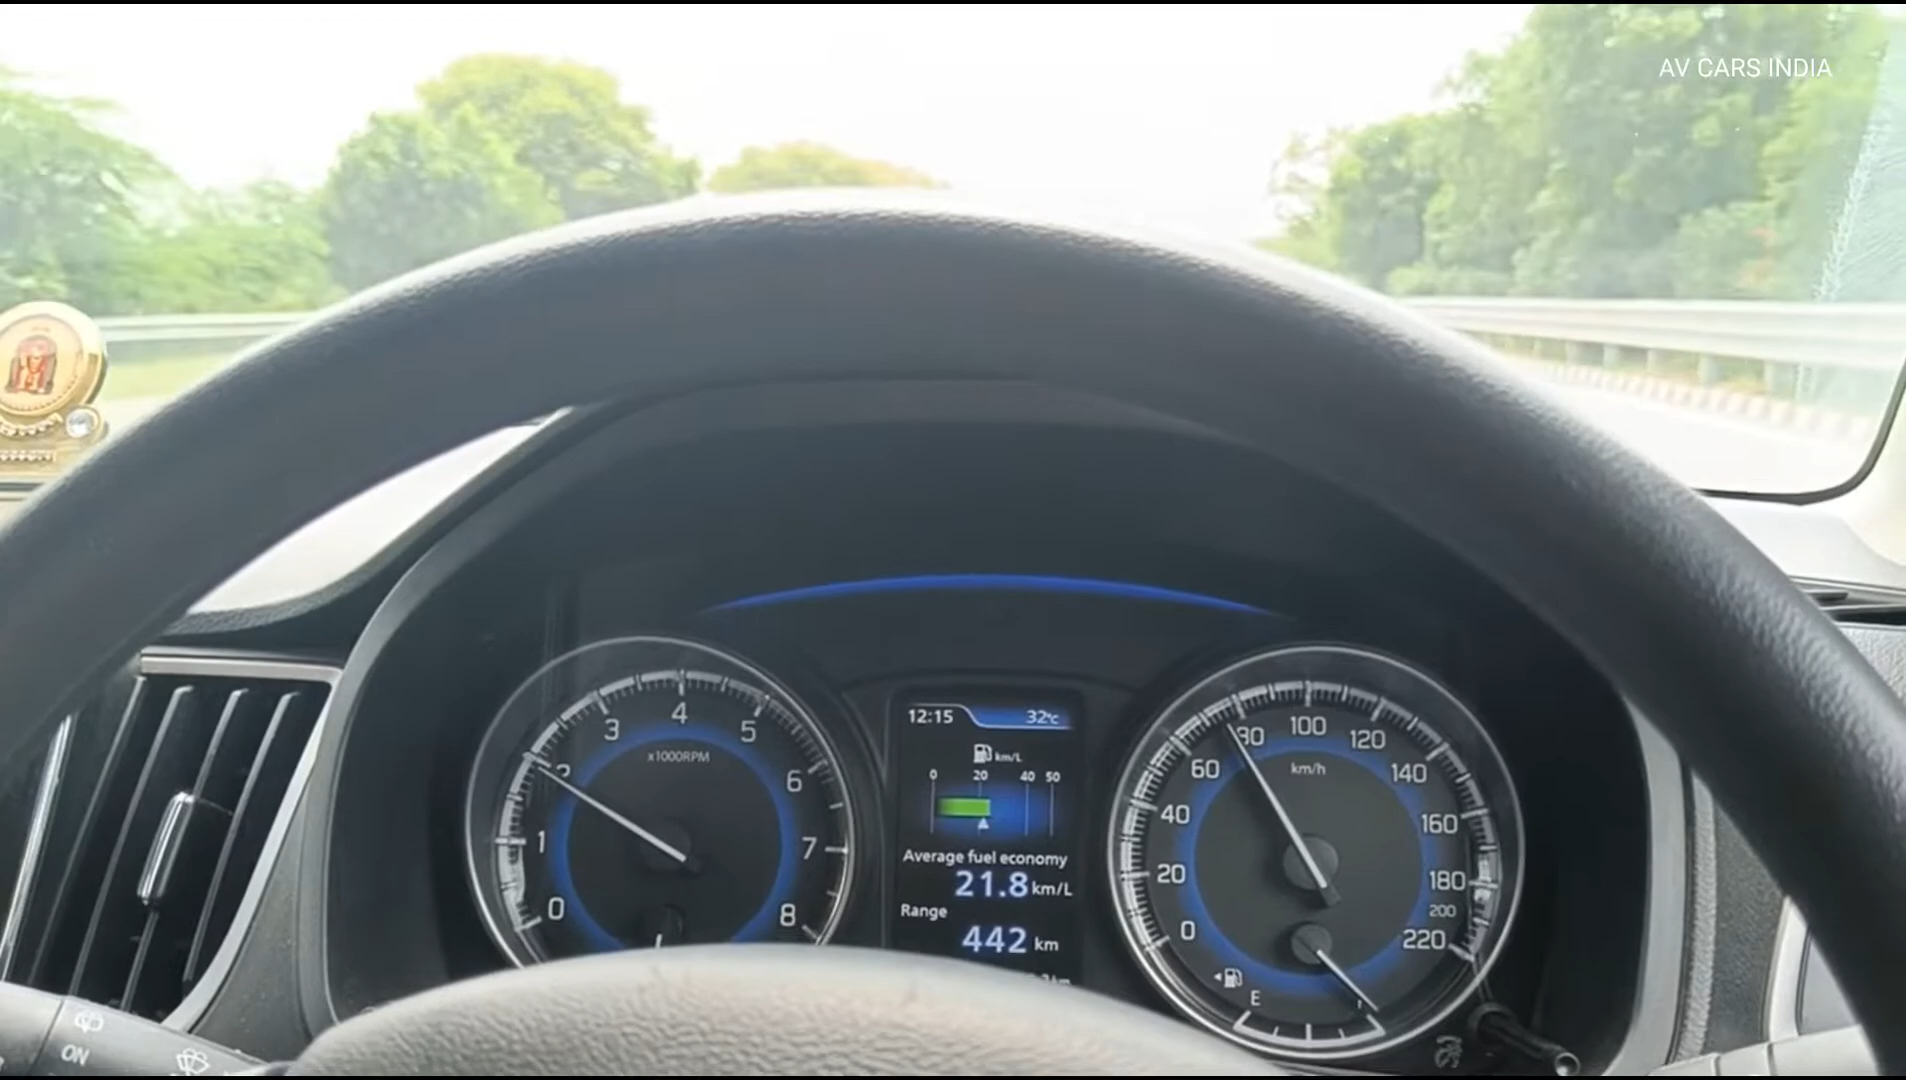 AV CARS INDIA
12:15 32°C
km/L
0 20 40 50
Average fuel economy
21.8 km/L
Range
442 km
0 1 2 3 4 5 6 7 8
x1000RPM
0 20 40 60 80 100 120 140 160 180 200 220
km/h
E
ON